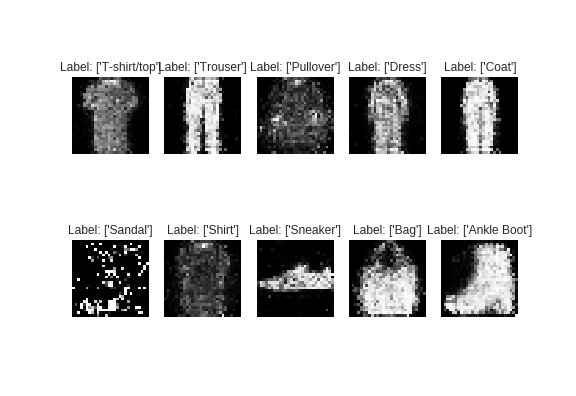 Label: ['T-shirt/top'] Label: ['Trouser'] Label: ['Pullover'] Label: ['Dress'] Label: ['Coat']
Label: ['Sandal'] Label: ['Shirt'] Label: ['Sneaker'] Label: ['Bag'] Label: ['Ankle Boot']